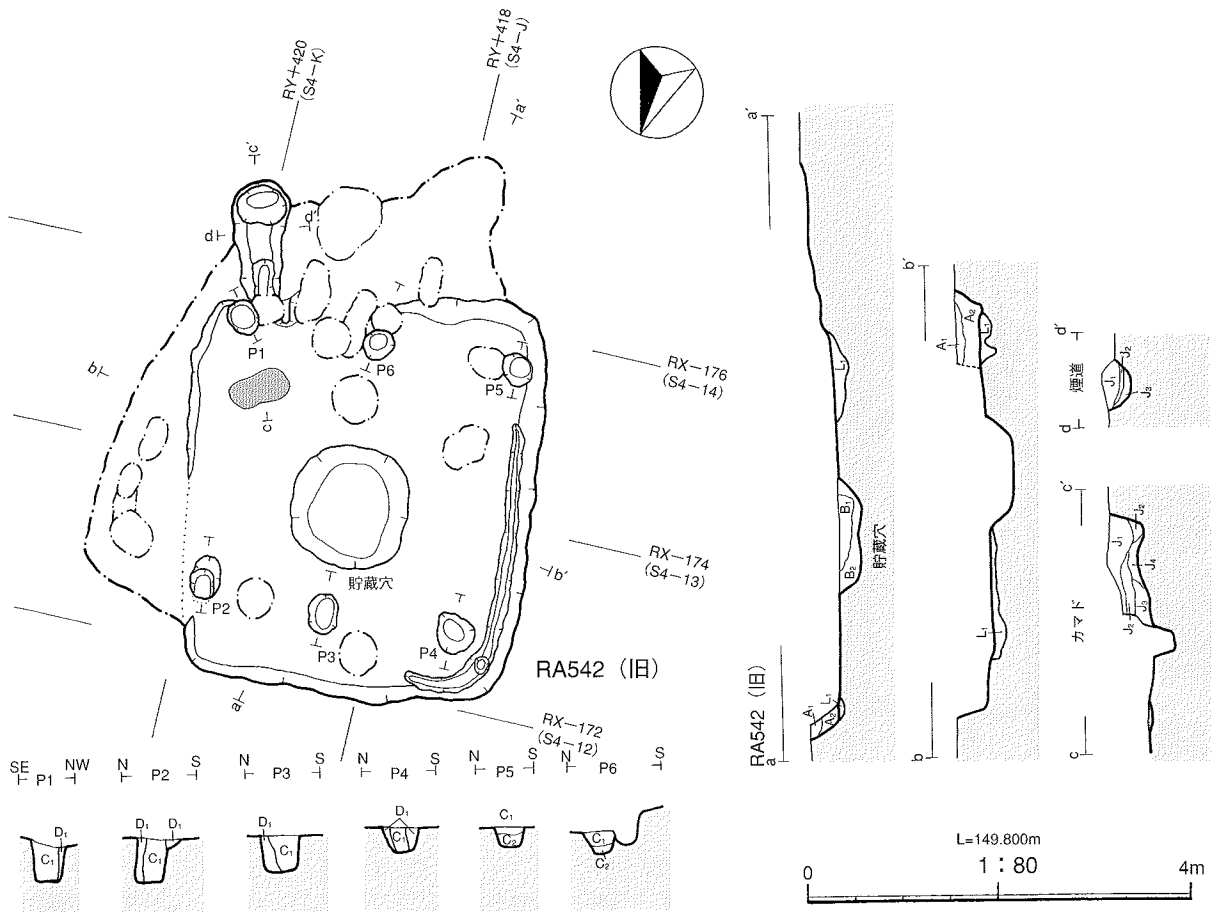 RY+420
(S4-K)
RY+418
(S4-J)
a´
c´
d
d´
b
P1
P6
P5
c
RX-176
(S4-14)
RX-174
(S4-13)
b´
貯蔵穴
P2
P3
P4
RA542（旧）
a
RX-172
(S4-12)
SE P1 NW
N P2 S
N P3 S
N P4 S
N P5 S
N P6 S
D₁
C₁
D₁ D₁
C₁
D₁
C₁
D₁
C₁
C₁
C₂
C₁
C₂
a´
L₁
B₁
B₂
貯蔵穴
A₁
A₂
L₁
RA542（旧）
a
b´
A₁
A₂
L₁
L₁
b
d´
煙道
J₁
J₂
J₃
d
c´
カマド
J₁
J₂
J₄
J₃
J₂
c
L=149.800m
1：80
0 4m